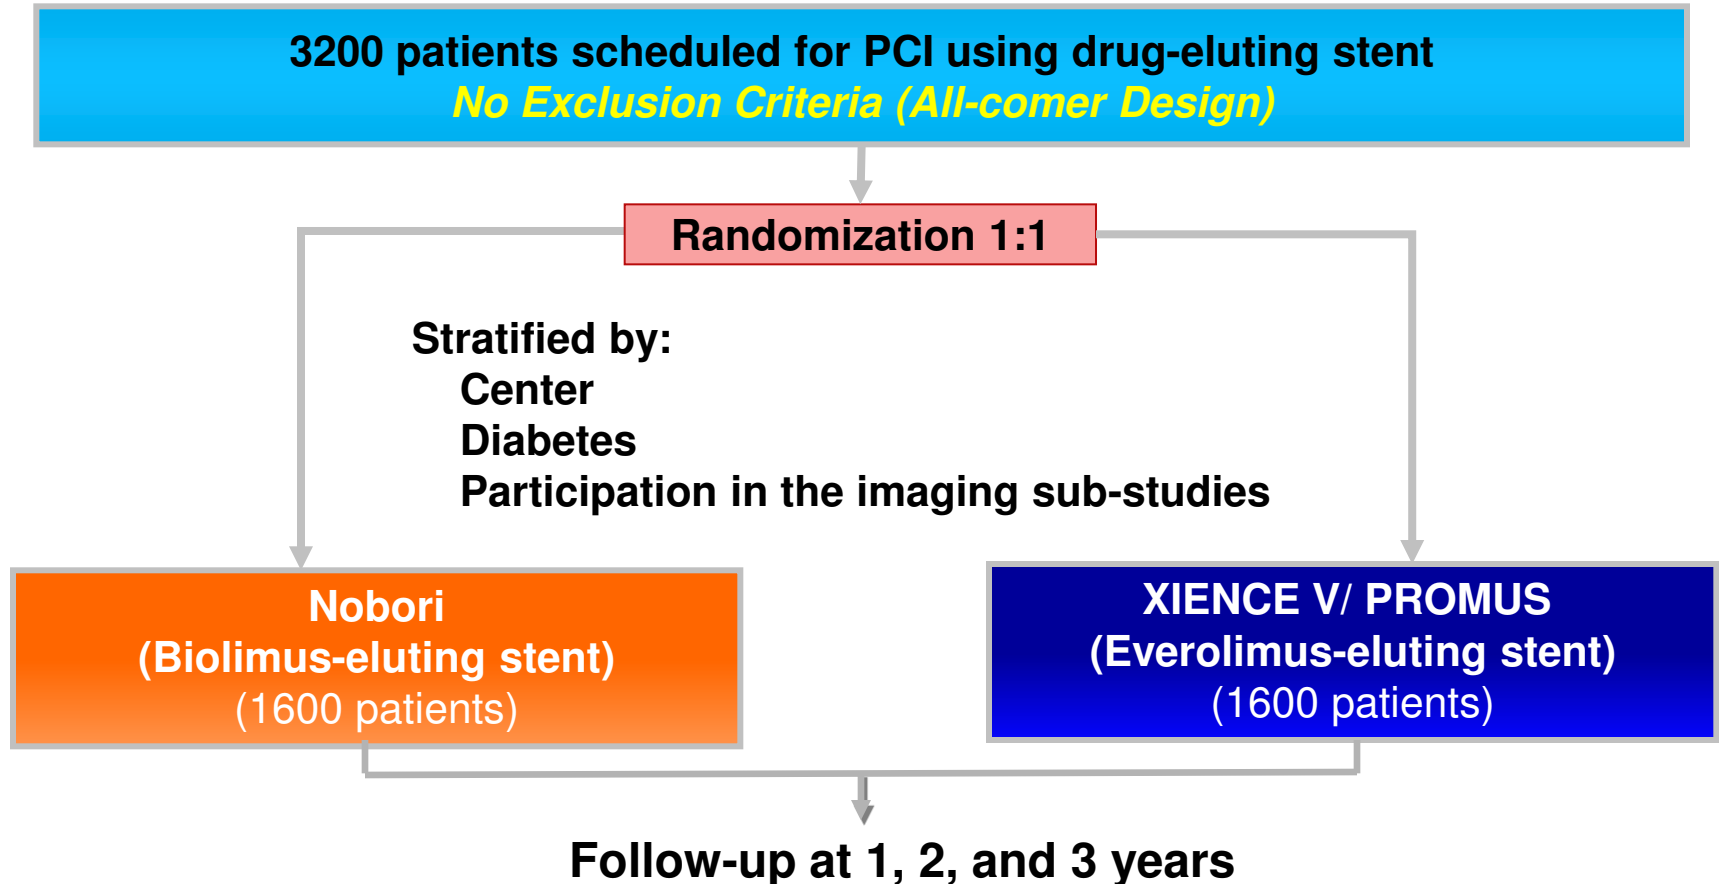 3200 patients scheduled for PCI using drug-eluting stent
No Exclusion Criteria (All-comer Design)
Randomization 1:1
Stratified by:
Center
Diabetes
Participation in the imaging sub-studies
Nobori
(Biolimus-eluting stent)
(1600 patients)
XIENCE V/ PROMUS
(Everolimus-eluting stent)
(1600 patients)
Follow-up at 1, 2, and 3 years